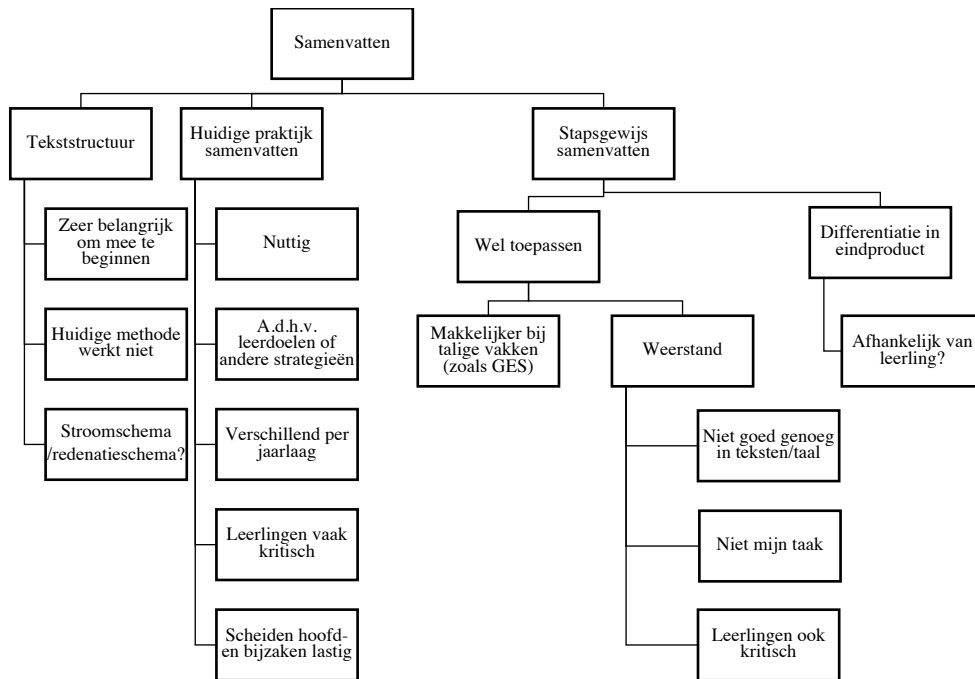 Samenvatten
Tekststructuur
Huidige praktijk
samenvatten
Stapsgewijs
samenvatten
Zeer belangrijk
om mee te
beginnen
Huidige methode
werkt niet
Stroomschema
/redenatieschema?
Nuttig
A.d.h.v.
leerdoelen of
andere strategieën
Verschillend per
jaarlaag
Leerlingen vaak
kritisch
Scheiden hoofd-
en bijzaken lastig
Wel toepassen
Makkelijker bij
talige vakken
(zoals GES)
Weerstand
Niet goed genoeg
in teksten/taal
Niet mijn taak
Leerlingen ook
kritisch
Differentiatie in
eindproduct
Afhankelijk van
leerling?